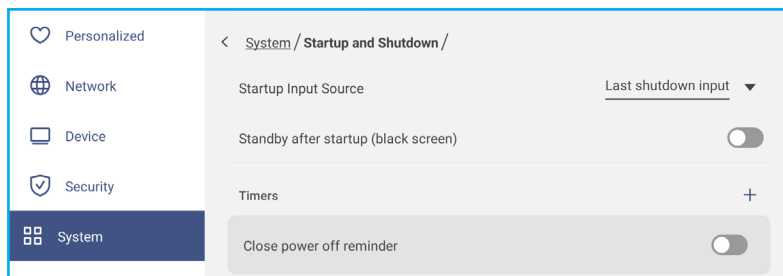 Personalized
Network
Device
Security
System
< System / Startup and Shutdown /
Startup Input Source
Last shutdown input
Standby after startup (black screen)
Timers
+
Close power off reminder